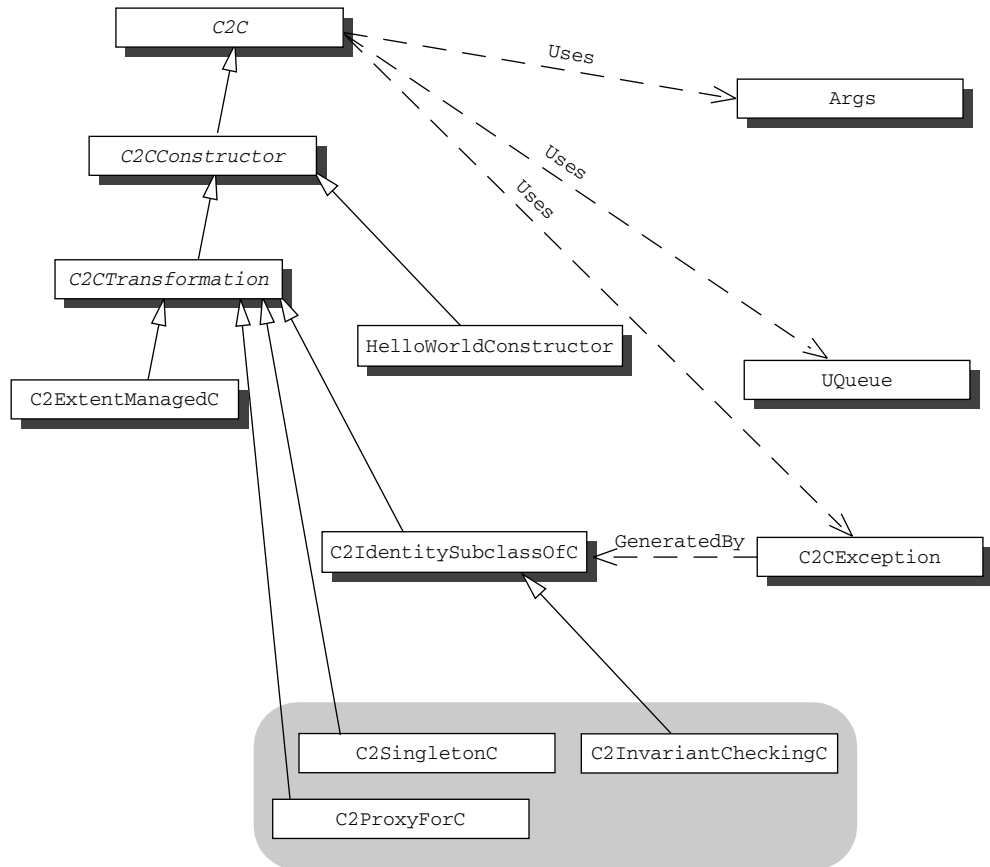 C2C
Uses
Args
C2CConstructor
Uses
Uses
C2CTransformation
HelloWorldConstructor
UQueue
C2ExtentManagedC
GeneratedBy
C2IdentitySubclassOfC
C2CException
C2SingletonC
C2InvariantCheckingC
C2ProxyForC